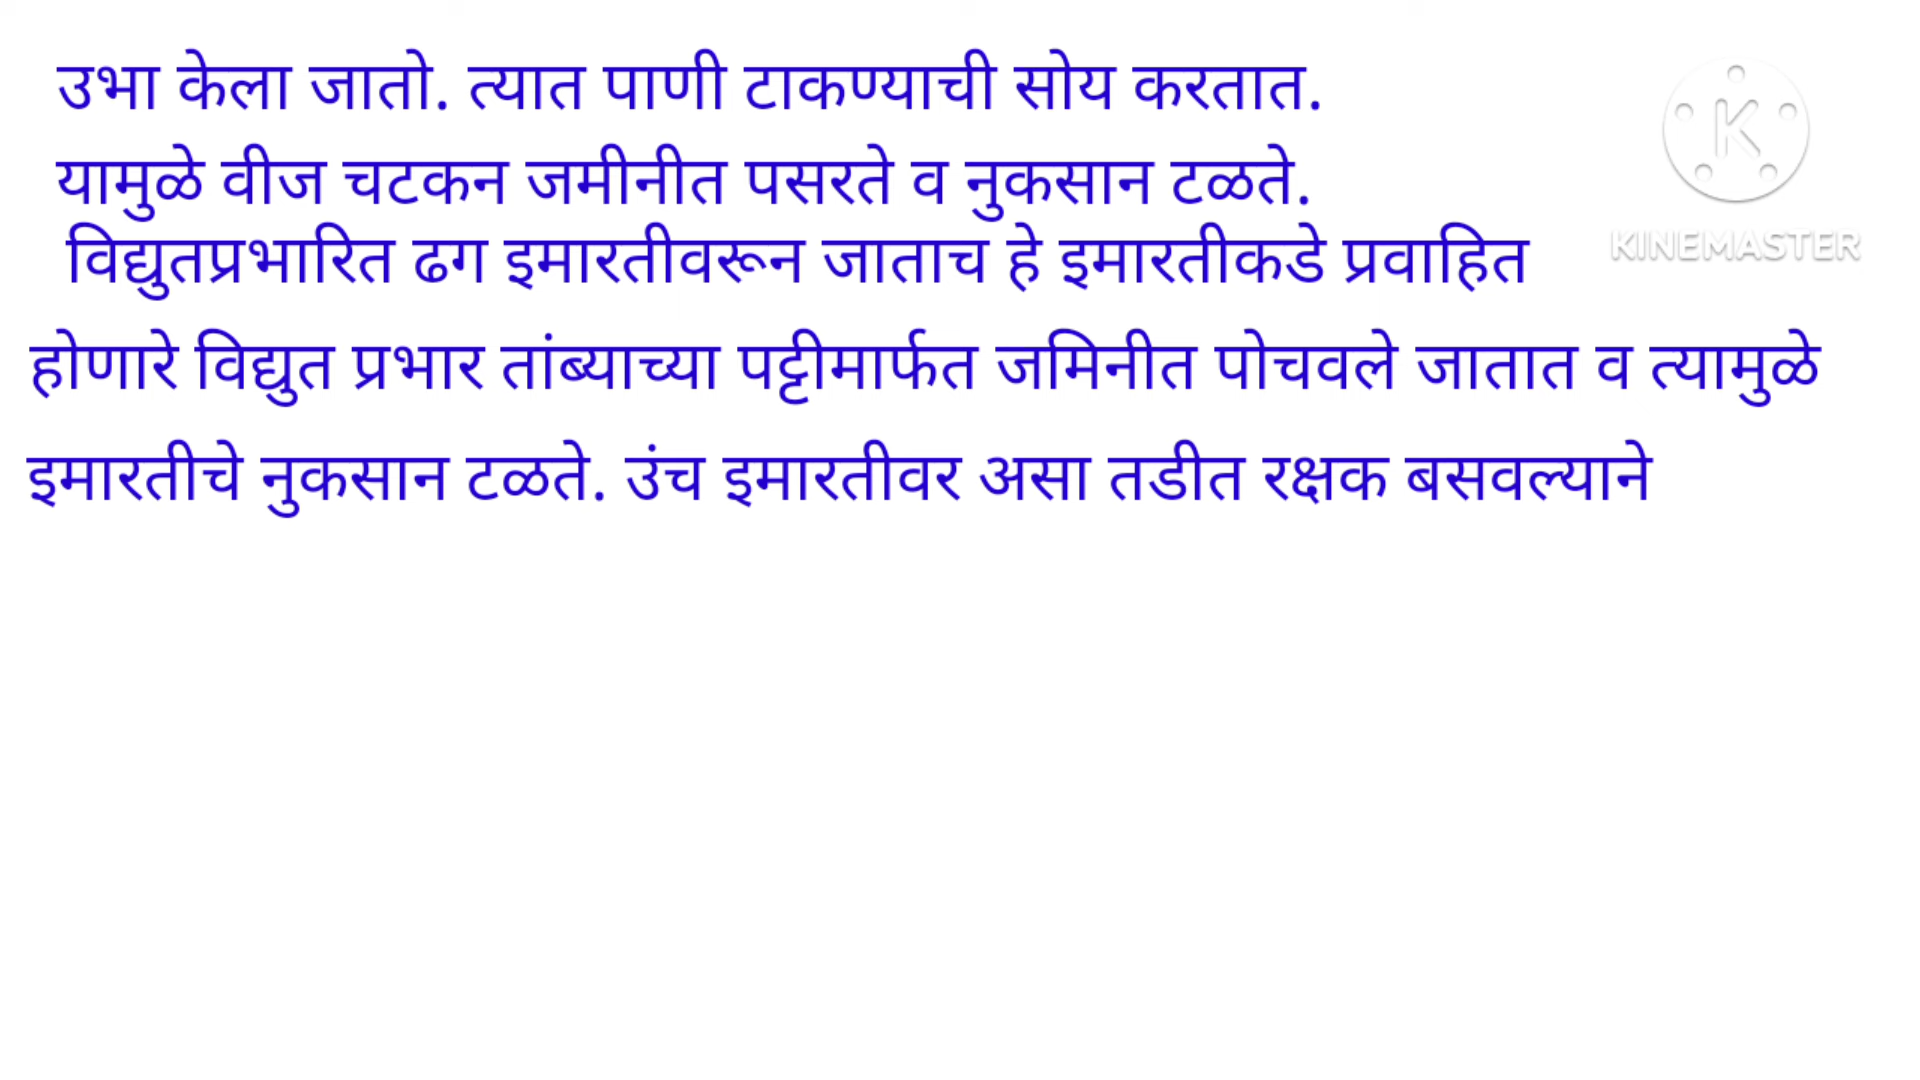 उभा केला जातो. त्यात पाणी टाकण्याची सोय करतात.
यामुळे वीज चटकन जमीनीत पसरते व नुकसान टळते.
विद्युतप्रभारित ढग इमारतीवरून जाताच हे इमारतीकडे प्रवाहित
होणारे विद्युत प्रभार तांब्याच्या पट्टीमार्फत जमिनीत पोचवले जातात व त्यामुळे
इमारतीचे नुकसान टळते. उंच इमारतीवर असा तडीत रक्षक बसवल्याने
K
KINEMASTER